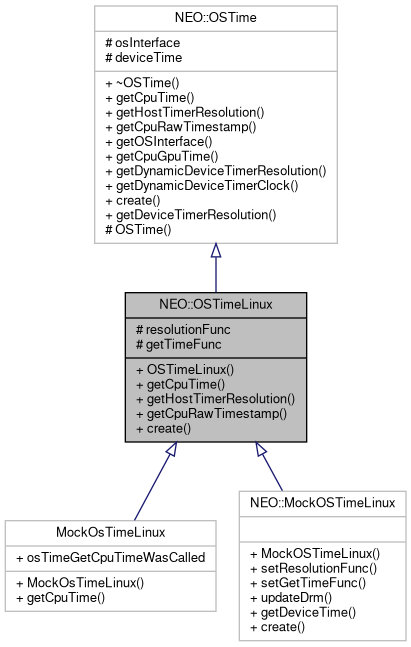 NEO::OSTime
# osInterface
# deviceTime
+ ~OSTime()
+ getCpuTime()
+ getHostTimerResolution()
+ getCpuRawTimestamp()
+ getOSInterface()
+ getCpuGpuTime()
+ getDynamicDeviceTimerResolution()
+ getDynamicDeviceTimerClock()
+ create()
+ getDeviceTimerResolution()
# OSTime()
NEO::OSTimeLinux
# resolutionFunc
# getTimeFunc
+ OSTimeLinux()
+ getCpuTime()
+ getHostTimerResolution()
+ getCpuRawTimestamp()
+ create()
MockOsTimeLinux
+ osTimeGetCpuTimeWasCalled
+ MockOsTimeLinux()
+ getCpuTime()
NEO::MockOSTimeLinux
+ MockOSTimeLinux()
+ setResolutionFunc()
+ setGetTimeFunc()
+ updateDrm()
+ getDeviceTime()
+ create()